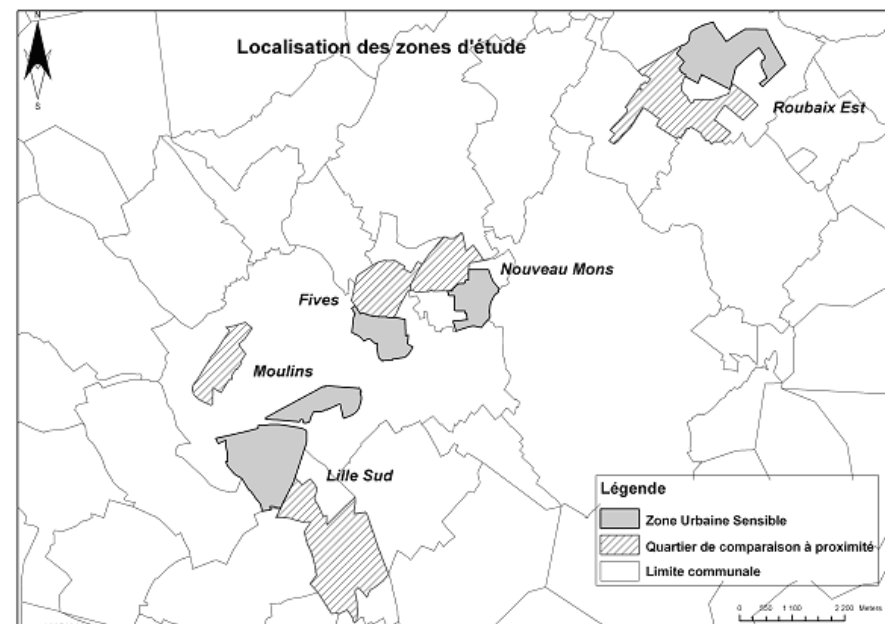 N
Localisation des zones d'étude
S
Roubaix Est
Nouveau Mons
Fives
Moulins
Lille Sud
Légende
Zone Urbaine Sensible
Quartier de comparaison à proximité
Limite communale
0 550 1 100 2 200 Meters